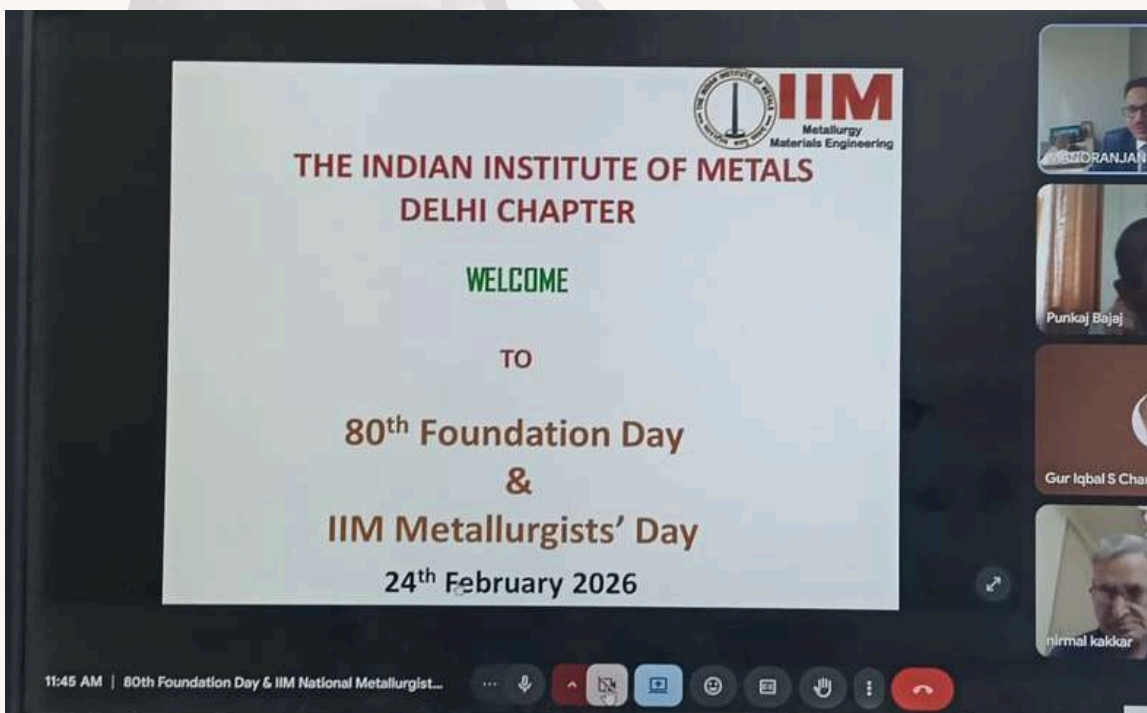 IIM
Metallurgy
Materials Engineering
THE INDIAN INSTITUTE OF METALS
DELHI CHAPTER
WELCOME
TO
80th Foundation Day
&
IIM Metallurgists' Day
24th February 2026
MANORANJAN
Punkaj Bajaj
Gur Iqbal S Cha
nirmal kakkar
11:45 AM | 80th Foundation Day & IIM National Metallurgist...